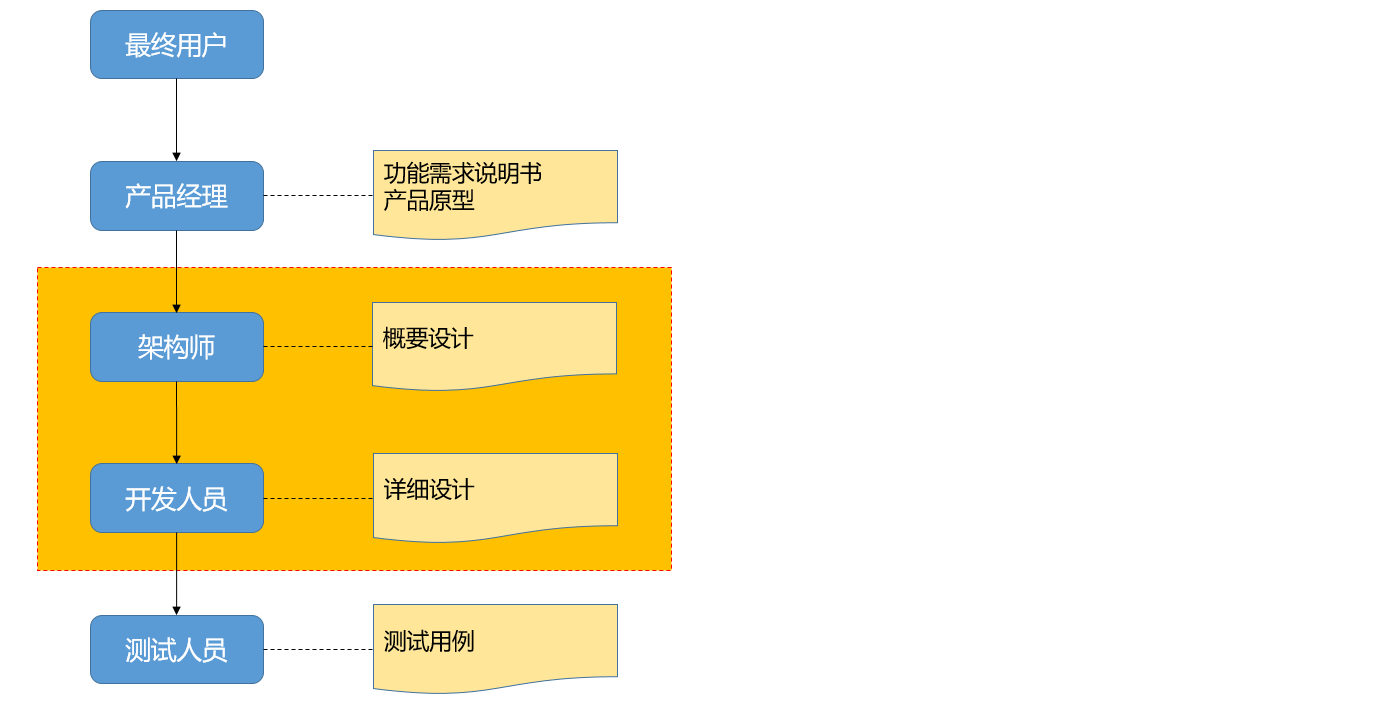 最终用户
产品经理
功能需求说明书
产品原型
架构师
概要设计
开发人员
详细设计
测试人员
测试用例